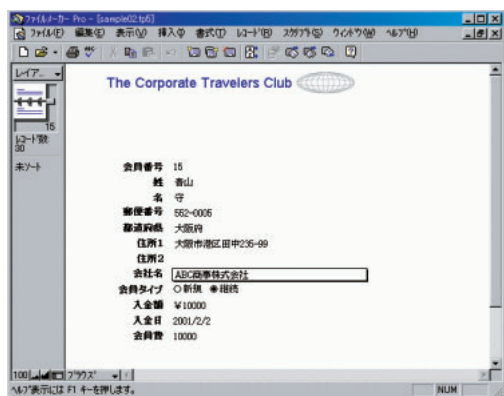 ファイルメーカー Pro - [sample02.fp5]
ファイル(F) 編集(E) 表示(V) 挿入(I) 書式(T) レコード(R) スクリプト(S) ウィンドウ(W) ヘルプ(H)
レイア...
The Corporate Travelers Club
15
レコード数:
30
未ソート
会員番号 15
姓 青山
名 守
郵便番号 552-0005
都道府県 大阪府
住所1 大阪市港区田中235-99
住所2
会社名 ABC商事株式会社
会員タイプ ○新規 ◉継続
入金額 ¥10000
入金日 2001/2/2
会員費 10000
100 ブラウズ
ヘルプ表示には F1 キーを押します。 NUM